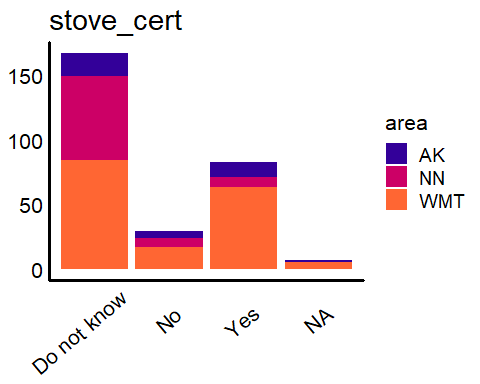 stove_cert
150
100
50
0
Do not know
No
Yes
NA
area
AK
NN
WMT